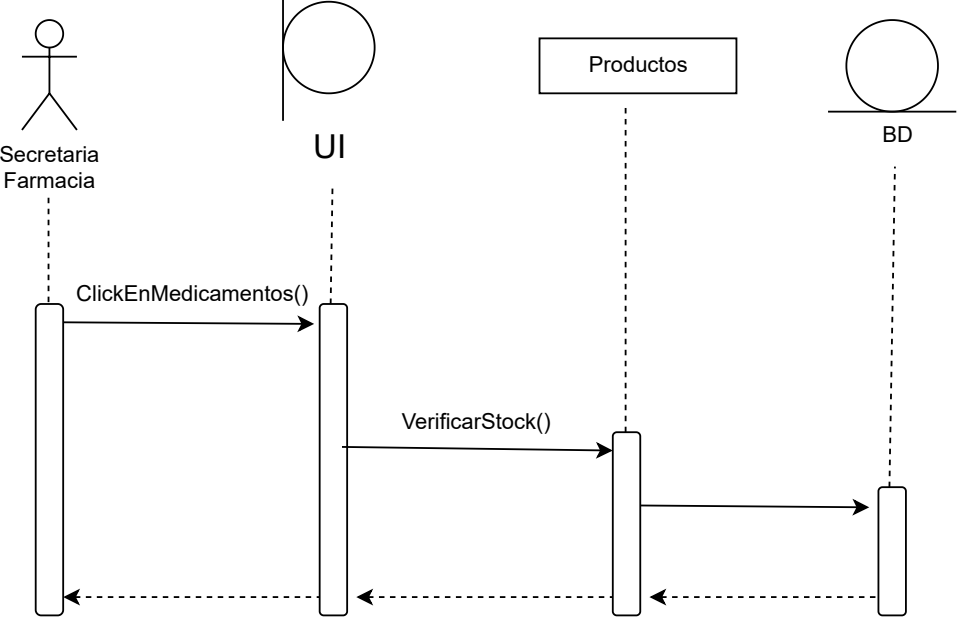 Secretaria
Farmacia
UI
Productos
BD
ClickEnMedicamentos()
VerificarStock()